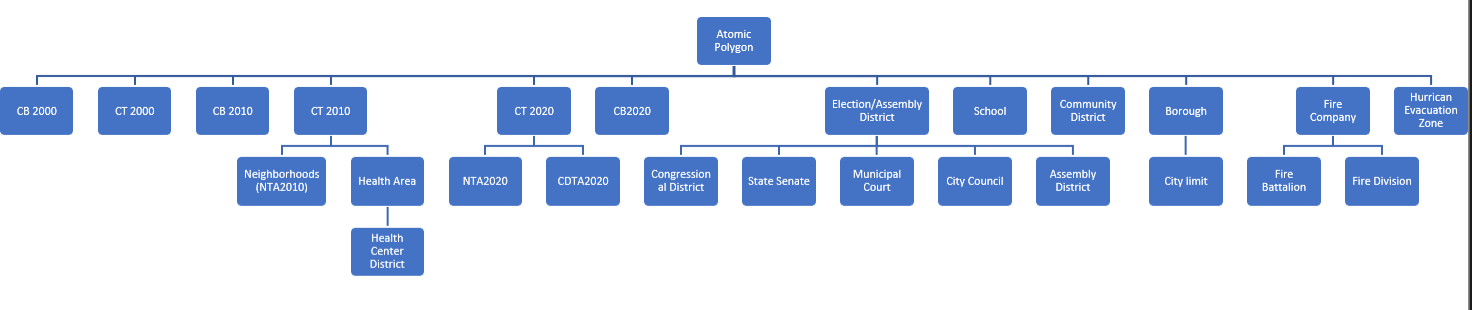 Atomic
Polygon
CB 2000
CT 2000
CB 2010
CT 2010
CT 2020
CB2020
Election/Assembly
District
School
Community
District
Borough
Fire
Company
Hurrican
Evacuation
Zone
Neighborhoods
(NTA2010)
Health Area
NTA2020
CDTA2020
Congression
al District
State Senate
Municipal
Court
City Council
Assembly
District
City limit
Fire
Battalion
Fire Division
Health
Center
District